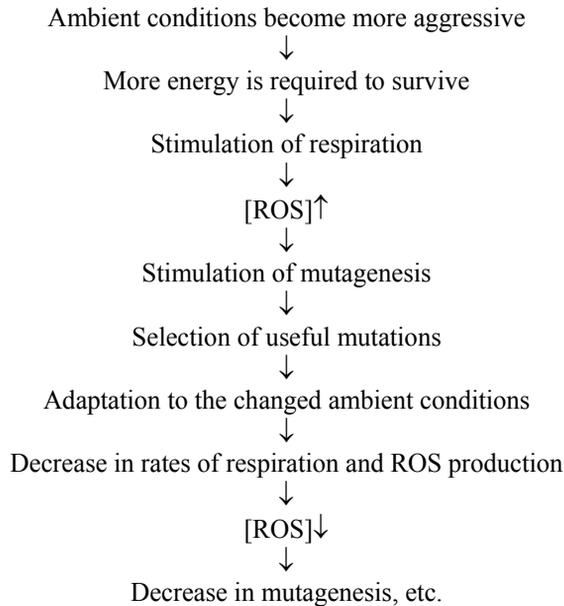 Ambient conditions become more aggressive
↓
More energy is required to survive
↓
Stimulation of respiration
↓
[ROS]↑
↓
Stimulation of mutagenesis
↓
Selection of useful mutations
↓
Adaptation to the changed ambient conditions
↓
Decrease in rates of respiration and ROS production
↓
[ROS]↓
↓
Decrease in mutagenesis, etc.